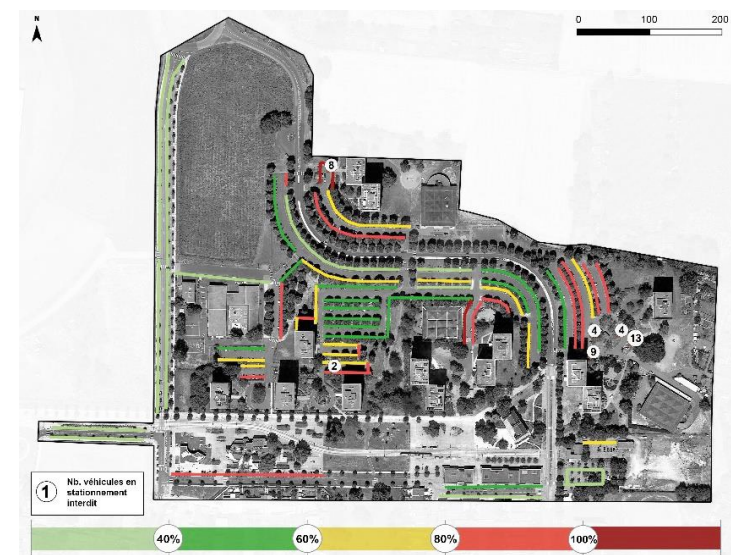 N
0 100 200
8
4 4 13
9
2
1 Nb. véhicules en
stationnement
interdit
40% 60% 80% 100%